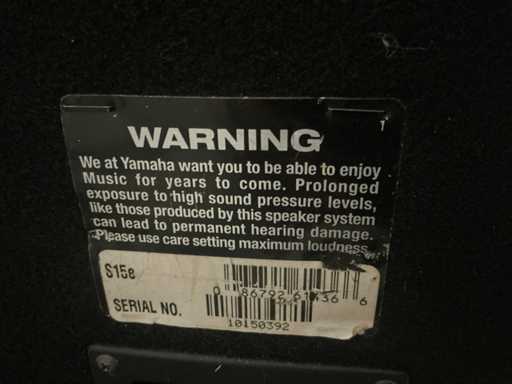 WARNING
We at Yamaha want you to be able to enjoy
Music for years to come. Prolonged
exposure to high sound pressure levels,
like those produced by this speaker system
can lead to permanent hearing damage.
Please use care setting maximum loudness.
S15e
SERIAL NO.
10150392